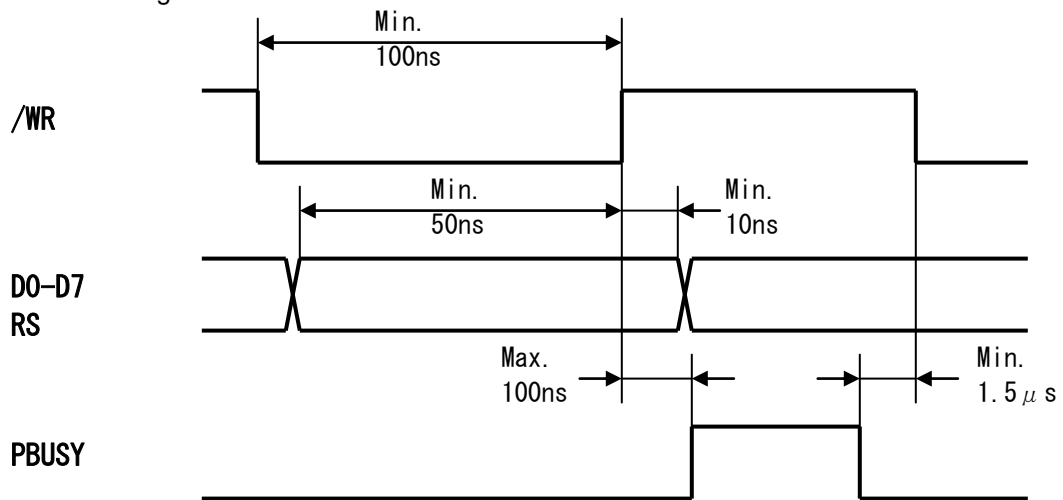 Min.
100ns
/WR
Min.
50ns
Min.
10ns
D0-D7
RS
Max.
100ns
Min.
1.5μs
PBUSY